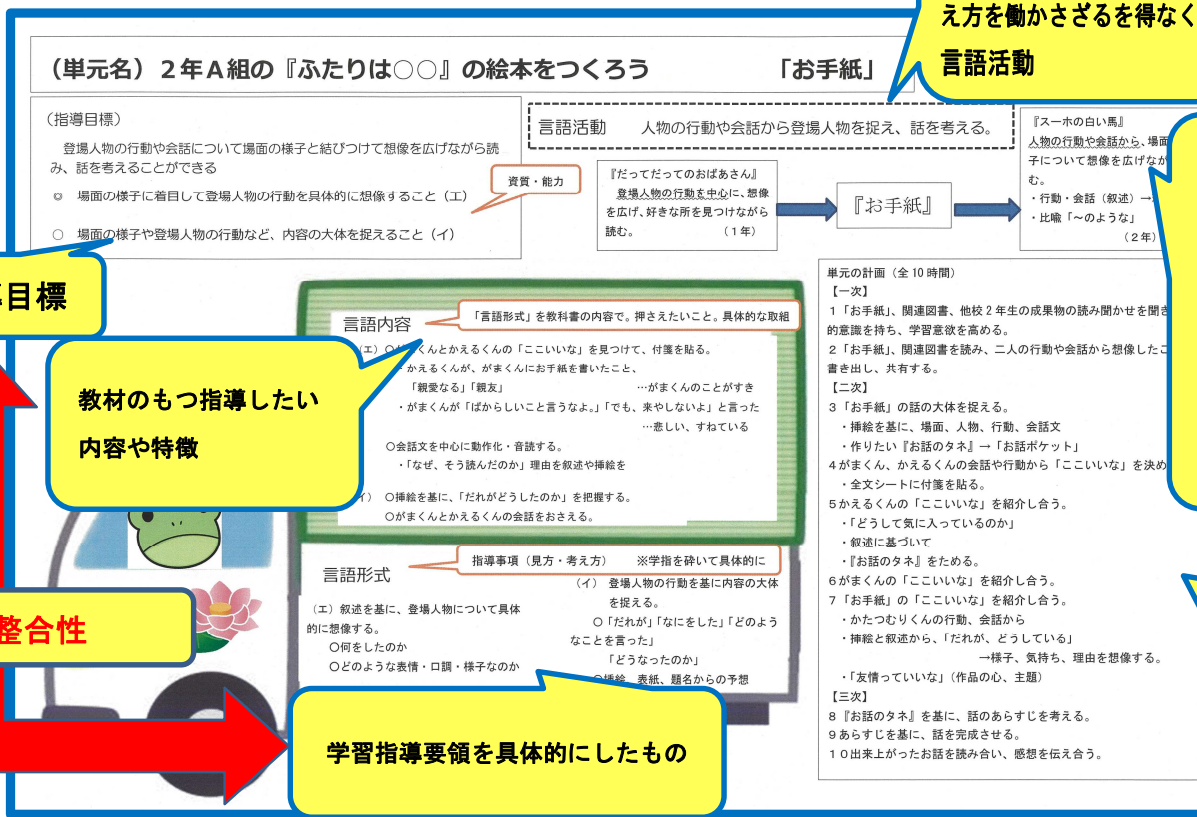 え方を働かさざるを得なく
言語活動
（単元名）２年Ａ組の『ふたりは○○』の絵本をつくろう　「お手紙」
（指導目標）
登場人物の行動や会話について場面の様子と結びつけて想像を広げながら読
み、話を考えることができる
◎　場面の様子に着目して登場人物の行動を具体的に想像すること（エ）
○　場面の様子や登場人物の行動など、内容の大体を捉えること（イ）
資質・能力
言語活動　人物の行動や会話から登場人物を捉え、話を考える。
『だってだってのおばあさん』
登場人物の行動を中心に、想像
を広げ、好きな所を見つけながら
読む。　（１年）
『お手紙』
『スーホの白い馬』
人物の行動や会話から、場面
子について想像を広げなが
む。
・行動・会話（叙述）→
・比喩「～のような」
（２年）
目標
教材のもつ指導したい
内容や特徴
整合性
言語内容
「言語形式」を教科書の内容で。押さえたいこと。具体的な取組
（エ）○がまくんとかえるくんの「ここいいな」を見つけて、付箋を貼る。
かえるくんが、がまくんにお手紙を書いたこと、
「親愛なる」「親友」　…がまくんのことがすき
・がまくんが「ばからしいこと言うなよ。」「でも、来やしないよ」と言った
…悲しい、すねている
○会話文を中心に動作化・音読する。
・「なぜ、そう読んだのか」理由を叙述や挿絵を
イ）　○挿絵を基に、「だれがどうしたのか」を把握する。
○がまくんとかえるくんの会話をおさえる。
言語形式
指導事項（見方・考え方）　※学指を砕いて具体的に
（エ）叙述を基に、登場人物について具体
的に想像する。
○何をしたのか
○どのような表情・口調・様子なのか
（イ）　登場人物の行動を基に内容の大体
を捉える。
○「だれが」「なにをした」「どのよう
なことを言った」
「どうなったのか」
○挿絵、表紙、題名からの予想
学習指導要領を具体的にしたもの
単元の計画（全 10 時間）
【一次】
１「お手紙」、関連図書、他校２年生の成果物の読み聞かせを聞き
的意識を持ち、学習意欲を高める。
２「お手紙」、関連図書を読み、二人の行動や会話から想像したこ
書き出し、共有する。
【二次】
３「お手紙」の話の大体を捉える。
・挿絵を基に、場面、人物、行動、会話文
・作りたい『お話のタネ』→「お話ポケット」
４がまくん、かえるくんの会話や行動から「ここいいな」を決め
・全文シートに付箋を貼る。
５かえるくんの「ここいいな」を紹介し合う。
・「どうして気に入っているのか」
・叙述に基づいて
・『お話のタネ』をためる。
６がまくんの「ここいいな」を紹介し合う。
７「お手紙」の「ここいいな」を紹介し合う。
・かたつむりくんの行動、会話から
・挿絵と叙述から、「だれが、どうしている」
→様子、気持ち、理由を想像する。
・「友情っていいな」（作品の心、主題）
【三次】
８『お話のタネ』を基に、話のあらすじを考える。
９あらすじを基に、話を完成させる。
１０出来上がったお話を読み合い、感想を伝え合う。